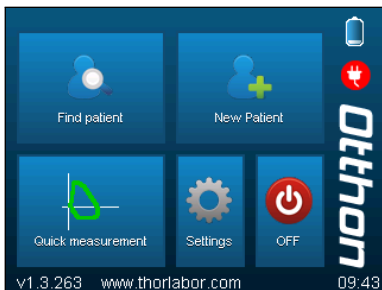 Find patient
New Patient
Quick measurement
Settings
OFF
Otthon
v1.3.263 www.thorlabor.com 09:43